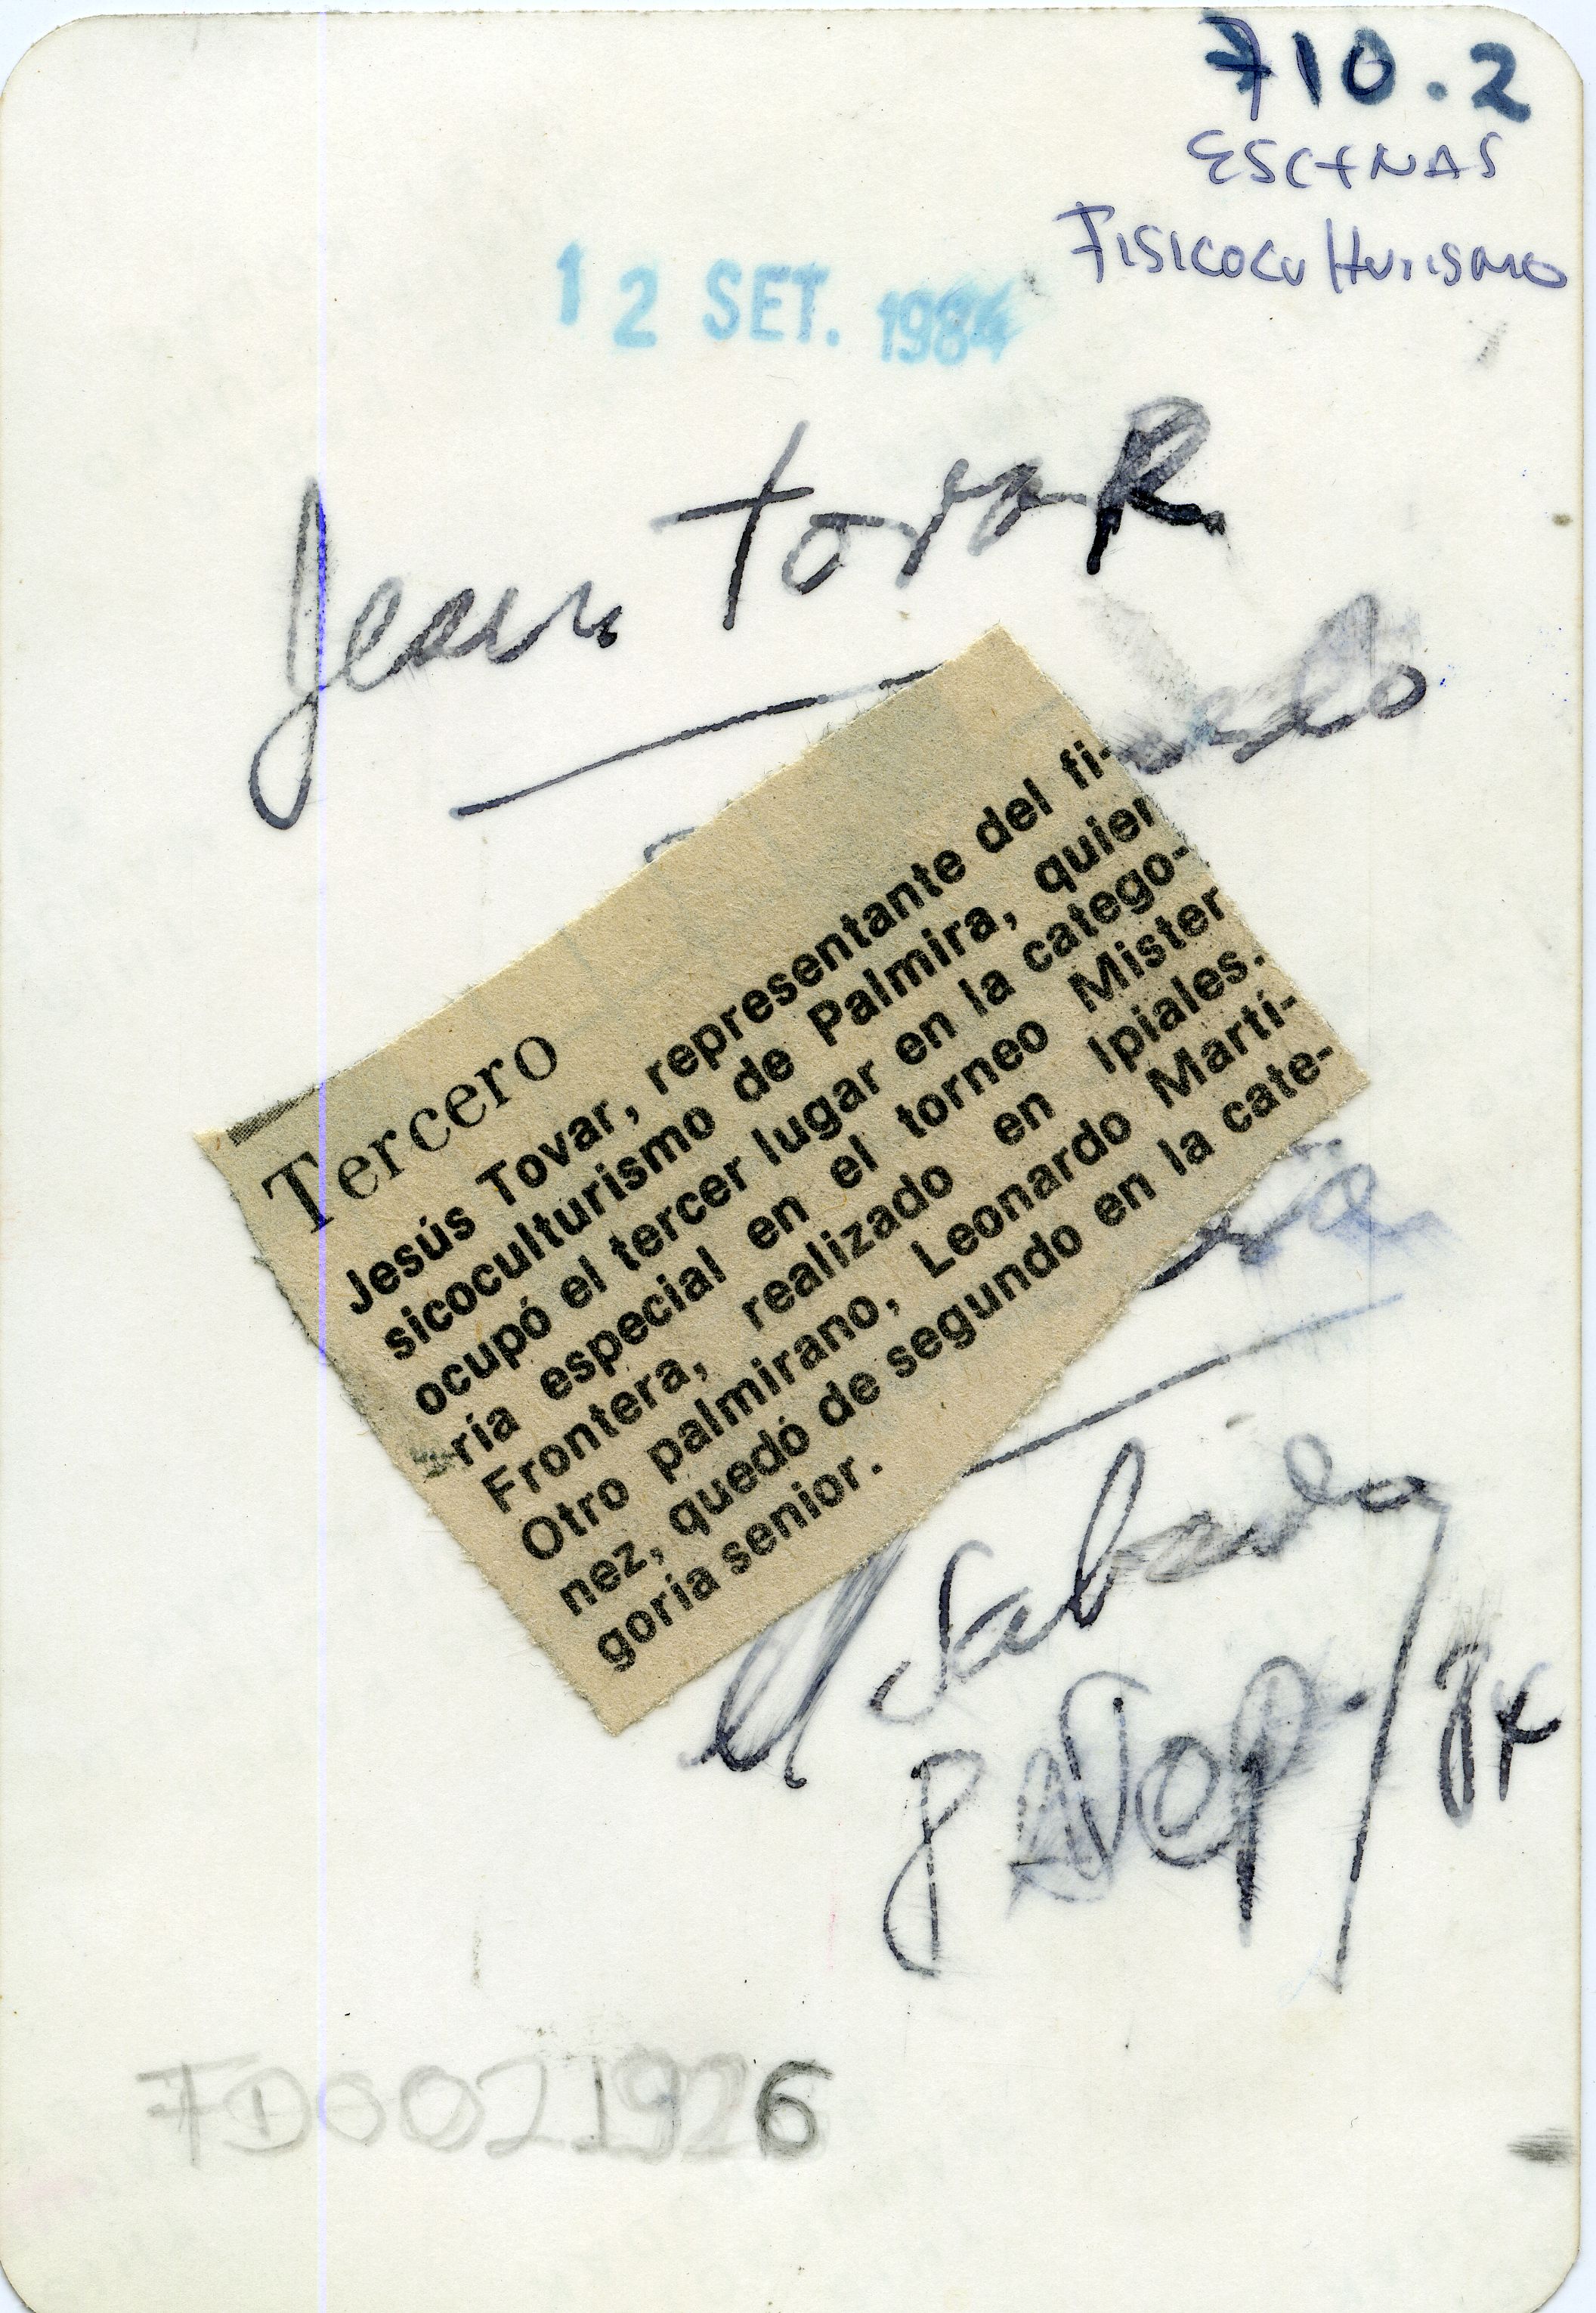 710.2
ESCENAS
FISICOCULTURISMO
12 SET. 1984
Jesus Tovar
Tercero
Jesús Tovar, representante del fi-
sicoculturismo de Palmira, quien
ocupó el tercer lugar en la catego-
ría especial en el torneo Mister
Frontera, realizado en Ipiales.
Otro palmirano, Leonardo Martí-
nez, quedó de segundo en la cate-
goría senior.
el Sabado
8
84
FD0021926